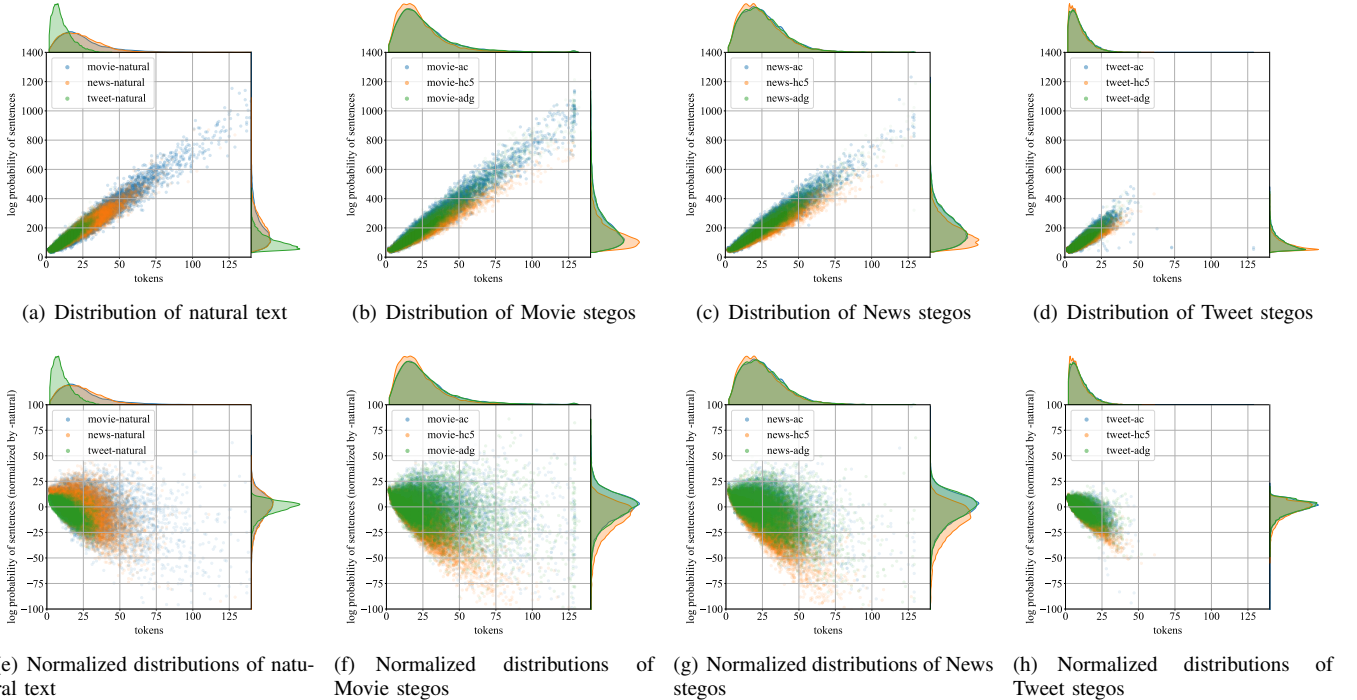 1400
1200
1000
800
600
400
200
0
log probability of sentences
movie-natural
news-natural
tweet-natural
0 25 50 75 100 125
tokens
(a) Distribution of natural text
1400
1200
1000
800
600
400
200
0
log probability of sentences
movie-ac
movie-hc5
movie-adg
0 25 50 75 100 125
tokens
(b) Distribution of Movie stegos
1400
1200
1000
800
600
400
200
0
log probability of sentences
news-ac
news-hc5
news-adg
0 25 50 75 100 125
tokens
(c) Distribution of News stegos
1400
1200
1000
800
600
400
200
0
log probability of sentences
tweet-ac
tweet-hc5
tweet-adg
0 25 50 75 100 125
tokens
(d) Distribution of Tweet stegos
100
75
50
25
0
−25
−50
−75
−100
log probability of sentences (normalized by -natural)
movie-natural
news-natural
tweet-natural
0 25 50 75 100 125
tokens
(e) Normalized distributions of natu-
ral text
100
75
50
25
0
−25
−50
−75
−100
log probability of sentences (normalized by -natural)
movie-ac
movie-hc5
movie-adg
0 25 50 75 100 125
tokens
(f) Normalized distributions of
Movie stegos
100
75
50
25
0
−25
−50
−75
−100
log probability of sentences (normalized by -natural)
news-ac
news-hc5
news-adg
0 25 50 75 100 125
tokens
(g) Normalized distributions of News
stegos
100
75
50
25
0
−25
−50
−75
−100
log probability of sentences (normalized by -natural)
tweet-ac
tweet-hc5
tweet-adg
0 25 50 75 100 125
tokens
(h) Normalized distributions of
Tweet stegos